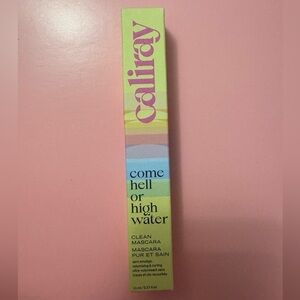 caliray
come
hell
or
high
water
CLEAN
MASCARA
MASCARA
PUR ET SAIN